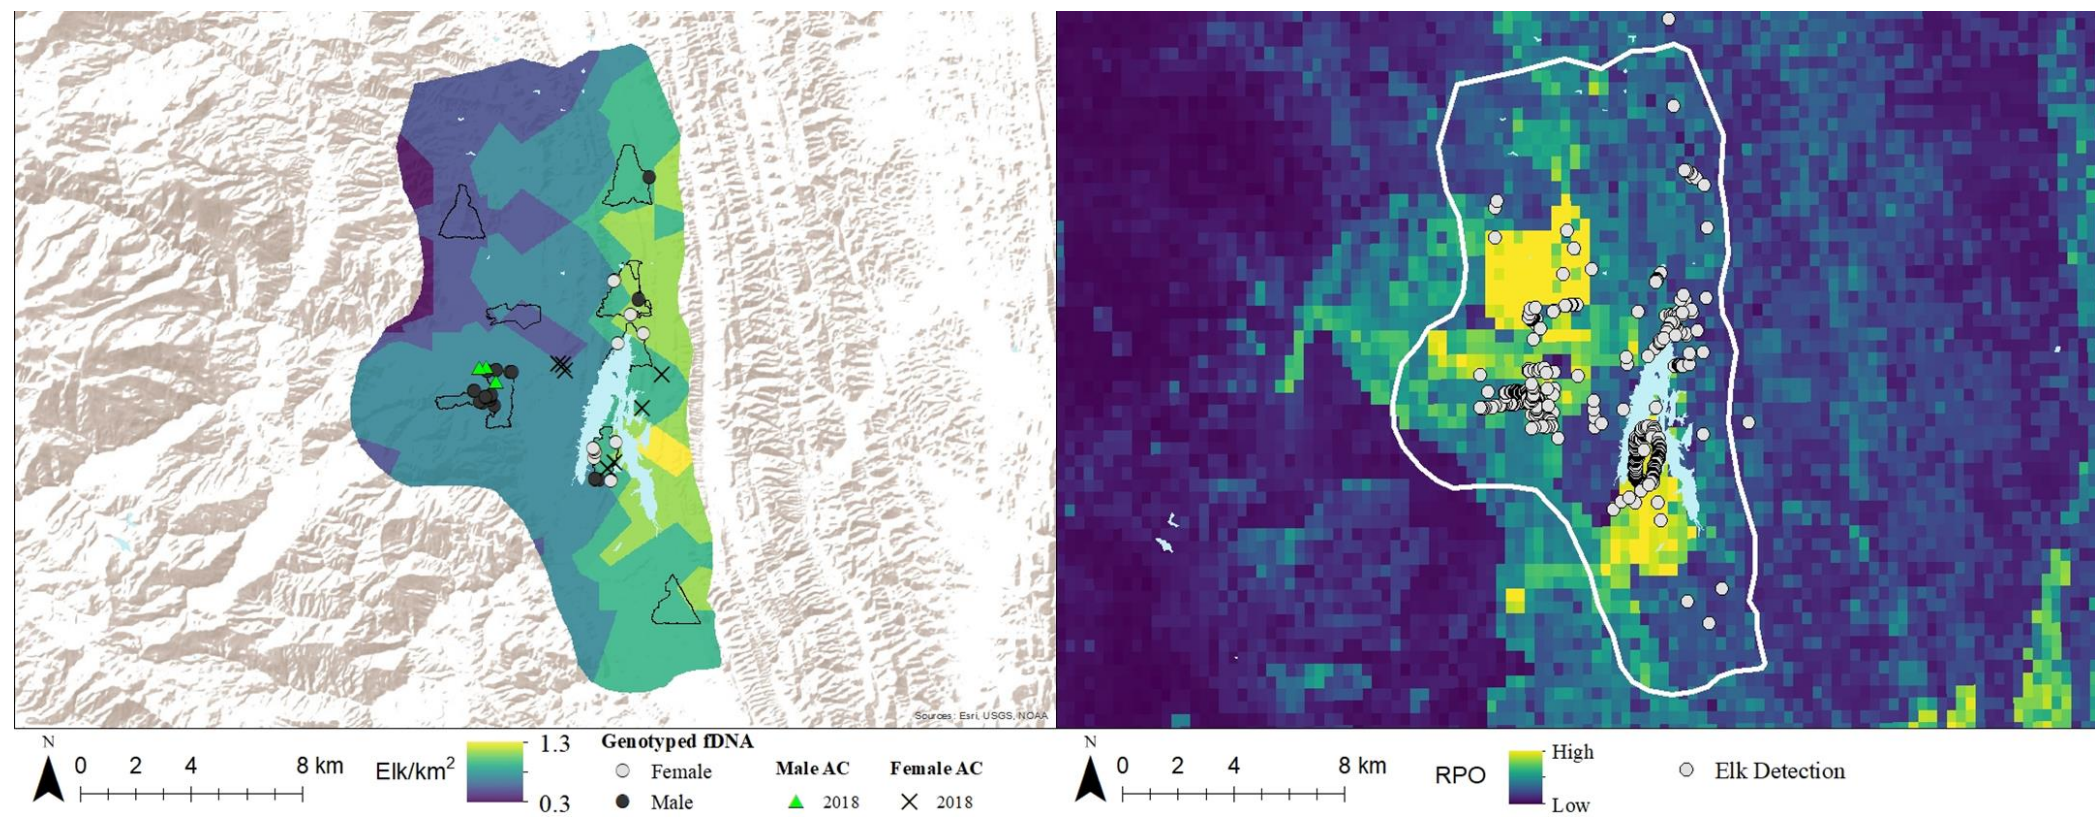 Sources: Esri, USGS, NOAA
N
0 2 4 8 km
Elk/km²
1.3
0.3
Genotyped fDNA
Female
Male
Male AC
2018
Female AC
2018
N
0 2 4 8 km
RPO
High
Low
Elk Detection